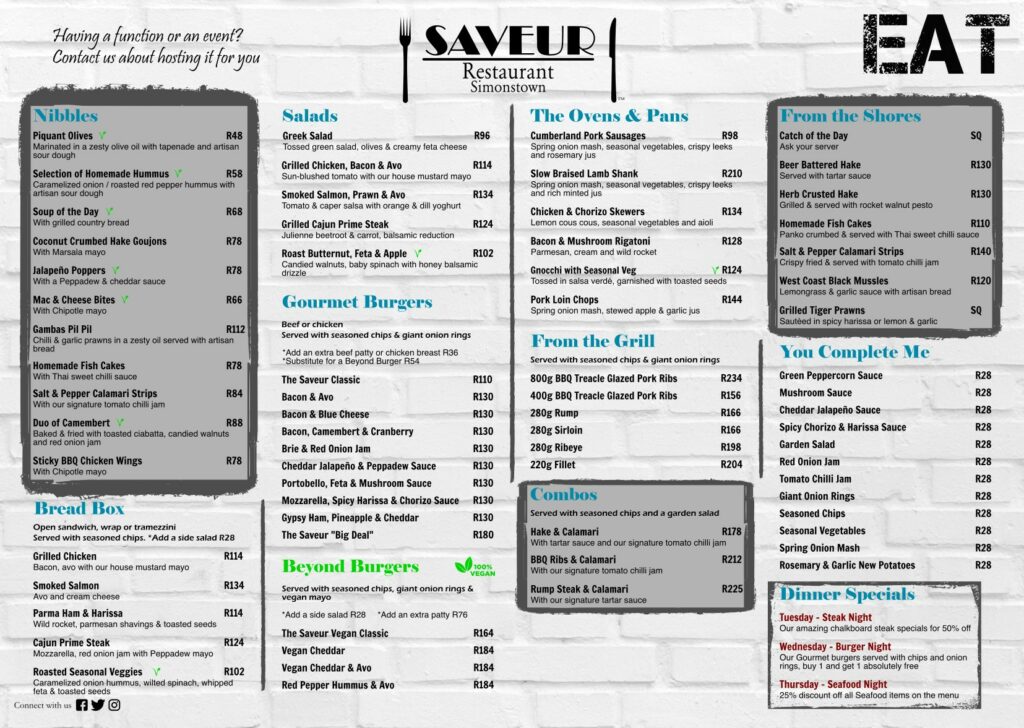 Having a function or an event?
Contact us about hosting it for you
SAVEUR
Restaurant
Simonstown
TM
EAT
Nibbles
Piquant Olives R48
Marinated in a zesty olive oil with tapenade and artisan
sour dough
Selection of Homemade Hummus R58
Caramelized onion / roasted red pepper hummus with
artisan sour dough
Soup of the Day R68
With grilled country bread
Coconut Crumbed Hake Goujons R78
With Marsala mayo
Jalapeño Poppers R78
With a Peppadew & cheddar sauce
Mac & Cheese Bites R66
With Chipotle mayo
Gambas Pil Pil R112
Chilli & garlic prawns in a zesty oil served with artisan
bread
Homemade Fish Cakes R78
With Thai sweet chilli sauce
Salt & Pepper Calamari Strips R84
With our signature tomato chilli jam
Duo of Camembert R88
Baked & fried with toasted ciabatta, candied walnuts
and red onion jam
Sticky BBQ Chicken Wings R78
With Chipotle mayo
Bread Box
Open sandwich, wrap or tramezzini
Served with seasoned chips. *Add a side salad R28
Grilled Chicken R114
Bacon, avo with our house mustard mayo
Smoked Salmon R134
Avo and cream cheese
Parma Ham & Harissa R114
Wild rocket, parmesan shavings & toasted seeds
Cajun Prime Steak R124
Mozzarella, red onion jam with Peppadew mayo
Roasted Seasonal Veggies R102
Caramelized onion hummus, wilted spinach, whipped
feta & toasted seeds
Connect with us
Salads
Greek Salad R96
Tossed green salad, olives & creamy feta cheese
Grilled Chicken, Bacon & Avo R114
Sun-blushed tomato with our house mustard mayo
Smoked Salmon, Prawn & Avo R134
Tomato & caper salsa with orange & dill yoghurt
Grilled Cajun Prime Steak R124
Julienne beetroot & carrot, balsamic reduction
Roast Butternut, Feta & Apple R102
Candied walnuts, baby spinach with honey balsamic
drizzle
Gourmet Burgers
Beef or chicken
Served with seasoned chips & giant onion rings
*Add an extra beef patty or chicken breast R36
*Substitute for a Beyond Burger R54
The Saveur Classic R110
Bacon & Avo R130
Bacon & Blue Cheese R130
Bacon, Camembert & Cranberry R130
Brie & Red Onion Jam R130
Cheddar Jalapeño & Peppadew Sauce R130
Portobello, Feta & Mushroom Sauce R130
Mozzarella, Spicy Harissa & Chorizo Sauce R130
Gypsy Ham, Pineapple & Cheddar R130
The Saveur "Big Deal" R180
Beyond Burgers 100% VEGAN
Served with seasoned chips, giant onion rings &
vegan mayo
*Add a side salad R28 *Add an extra patty R76
The Saveur Vegan Classic R164
Vegan Cheddar R184
Vegan Cheddar & Avo R184
Red Pepper Hummus & Avo R184
The Ovens & Pans
Cumberland Pork Sausages R98
Spring onion mash, seasonal vegetables, crispy leeks
and rosemary jus
Slow Braised Lamb Shank R210
Spring onion mash, seasonal vegetables, crispy leeks
and rich minted jus
Chicken & Chorizo Skewers R134
Lemon cous cous, seasonal vegetables and aioli
Bacon & Mushroom Rigatoni R128
Parmesan, cream and wild rocket
Gnocchi with Seasonal Veg R124
Tossed in salsa verdé, garnished with toasted seeds
Pork Loin Chops R144
Spring onion mash, stewed apple & garlic jus
From the Grill
Served with seasoned chips & giant onion rings
800g BBQ Treacle Glazed Pork Ribs R234
400g BBQ Treacle Glazed Pork Ribs R156
280g Rump R166
280g Sirloin R166
280g Ribeye R198
220g Fillet R204
Combos
Served with seasoned chips and a garden salad
Hake & Calamari R178
With tartar sauce and our signature tomato chilli jam
BBQ Ribs & Calamari R212
With our signature tomato chilli jam
Rump Steak & Calamari R225
With our signature tartar sauce
From the Shores
Catch of the Day SQ
Ask your server
Beer Battered Hake R130
Served with tartar sauce
Herb Crusted Hake R130
Grilled & served with rocket walnut pesto
Homemade Fish Cakes R110
Panko crumbed & served with Thai sweet chilli sauce
Salt & Pepper Calamari Strips R140
Crispy fried & served with tomato chilli jam
West Coast Black Mussles R120
Lemongrass & garlic sauce with artisan bread
Grilled Tiger Prawns SQ
Sautéed in spicy harissa or lemon & garlic
You Complete Me
Green Peppercorn Sauce R28
Mushroom Sauce R28
Cheddar Jalapeño Sauce R28
Spicy Chorizo & Harissa Sauce R28
Garden Salad R28
Red Onion Jam R28
Tomato Chilli Jam R28
Giant Onion Rings R28
Seasoned Chips R28
Seasonal Vegetables R28
Spring Onion Mash R28
Rosemary & Garlic New Potatoes R28
Dinner Specials
Tuesday - Steak Night
Our amazing chalkboard steak specials for 50% off
Wednesday - Burger Night
Our Gourmet burgers served with chips and onion
rings, buy 1 and get 1 absolutely free
Thursday - Seafood Night
25% discount off all Seafood items on the menu